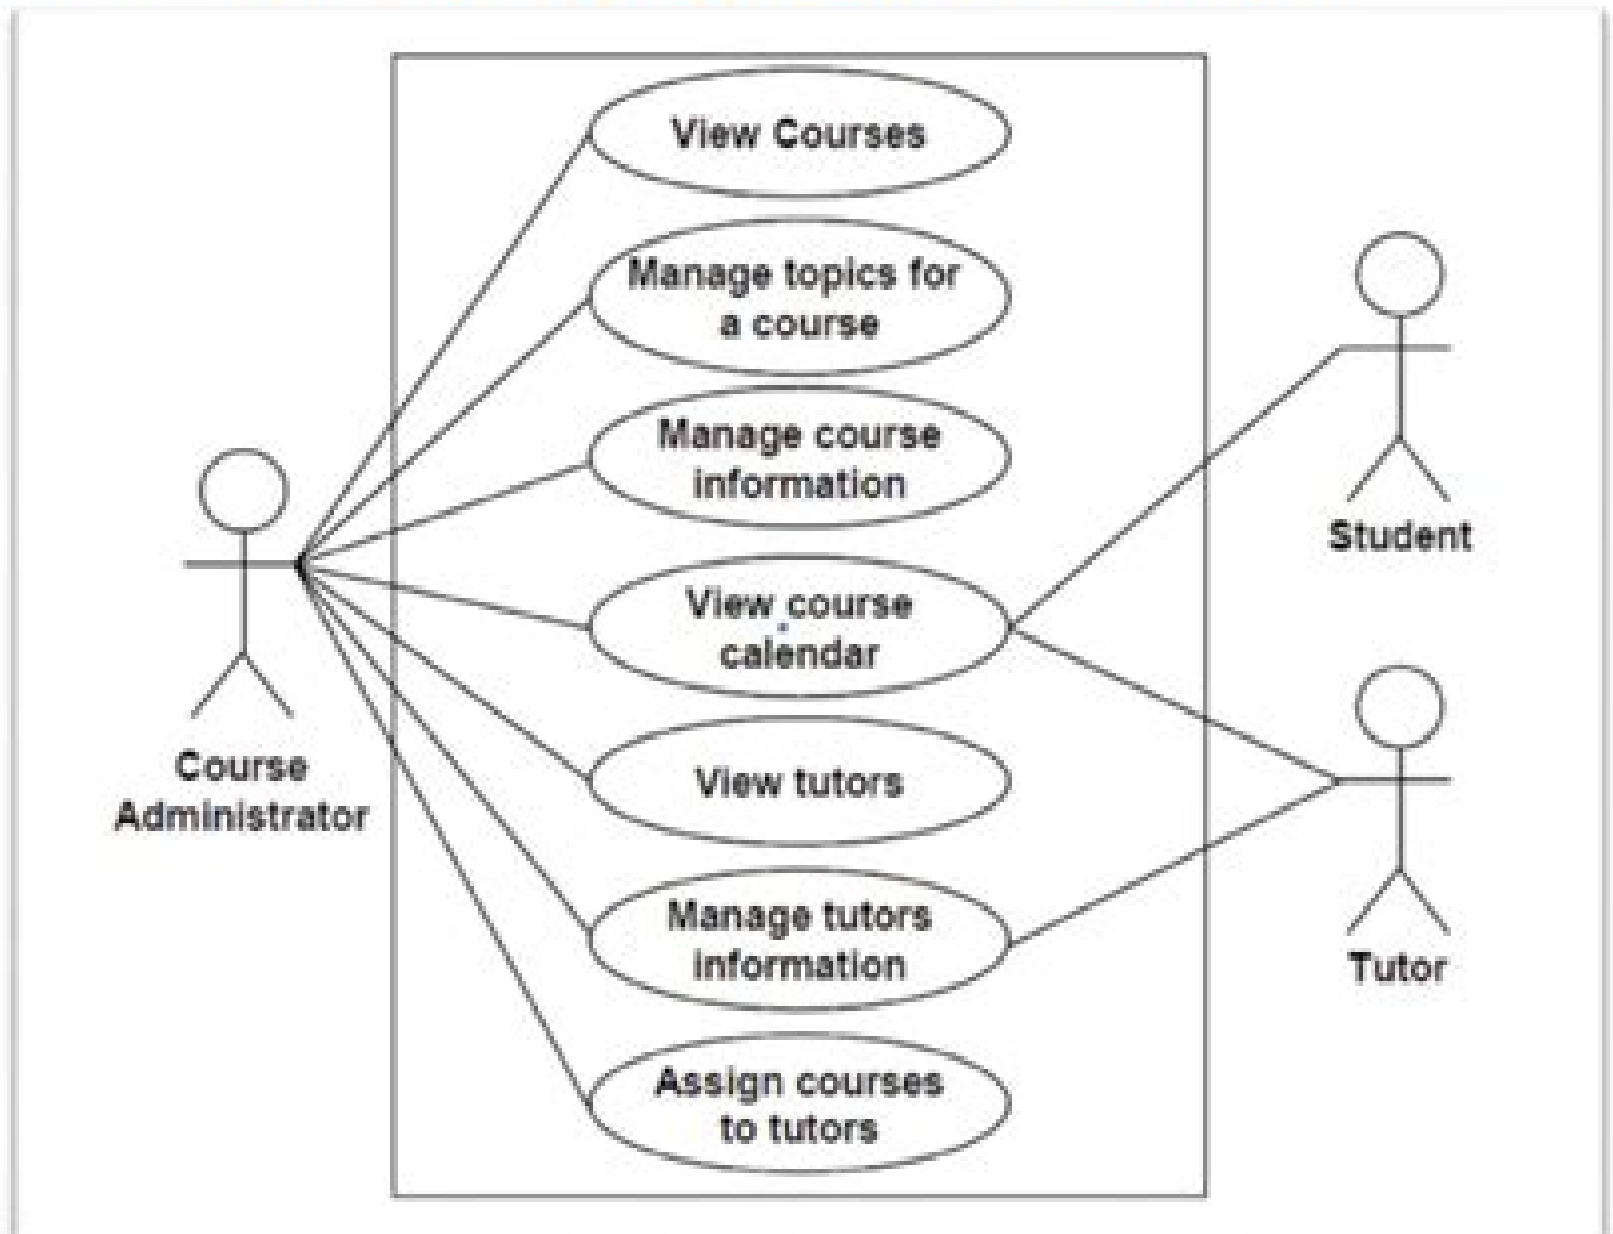 View Courses
Manage topics for
a course
Manage course
information
View course
calendar
View tutors
Manage tutors
information
Assign courses
to tutors
Course
Administrator
Student
Tutor